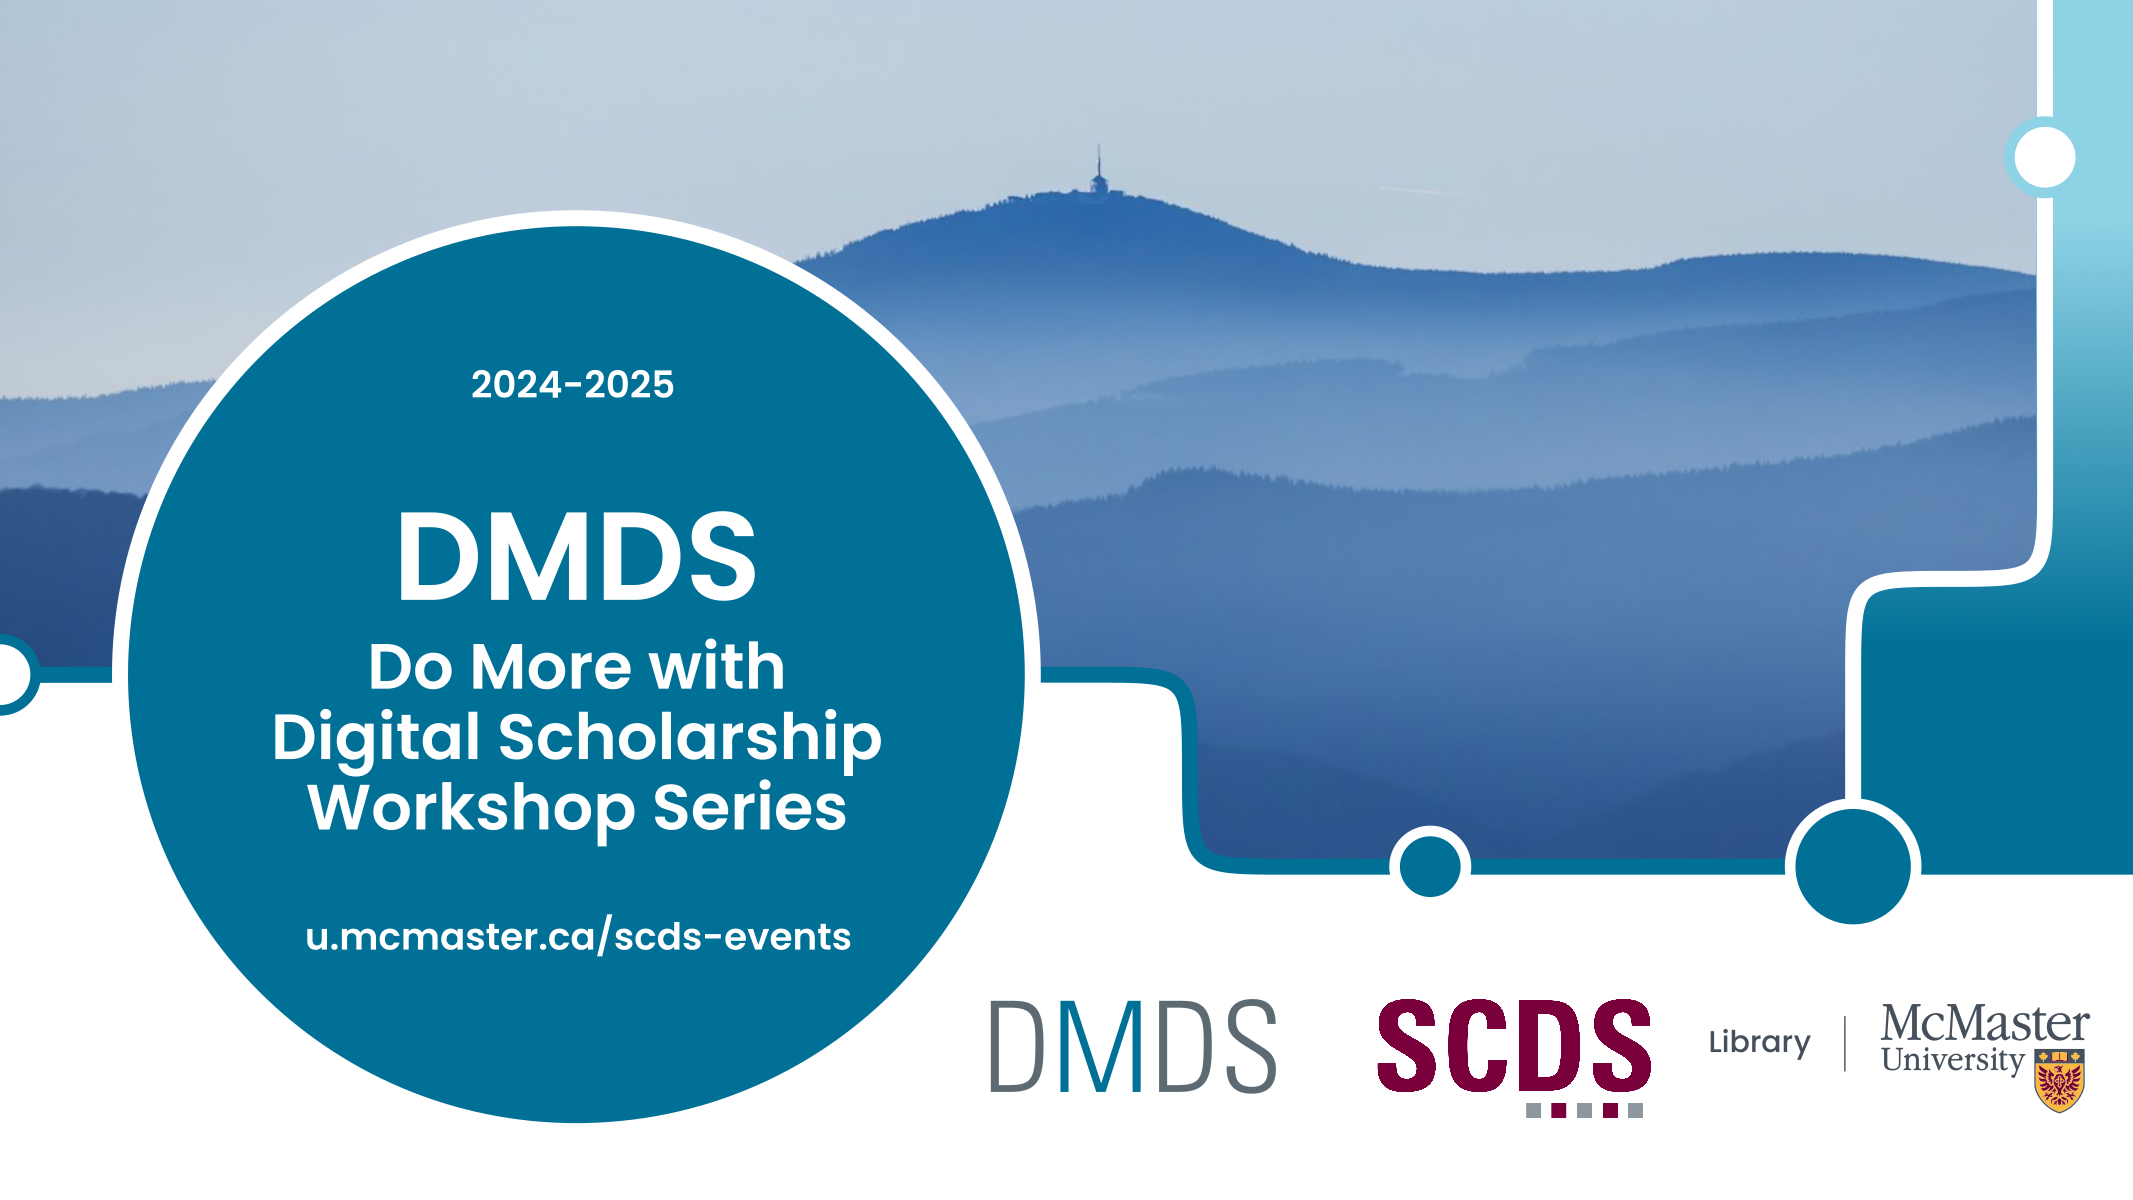 2024-2025
DMDS
Do More with
Digital Scholarship
Workshop Series
u.mcmaster.ca/scds-events
DMDS
SCDS
Library
McMaster
University